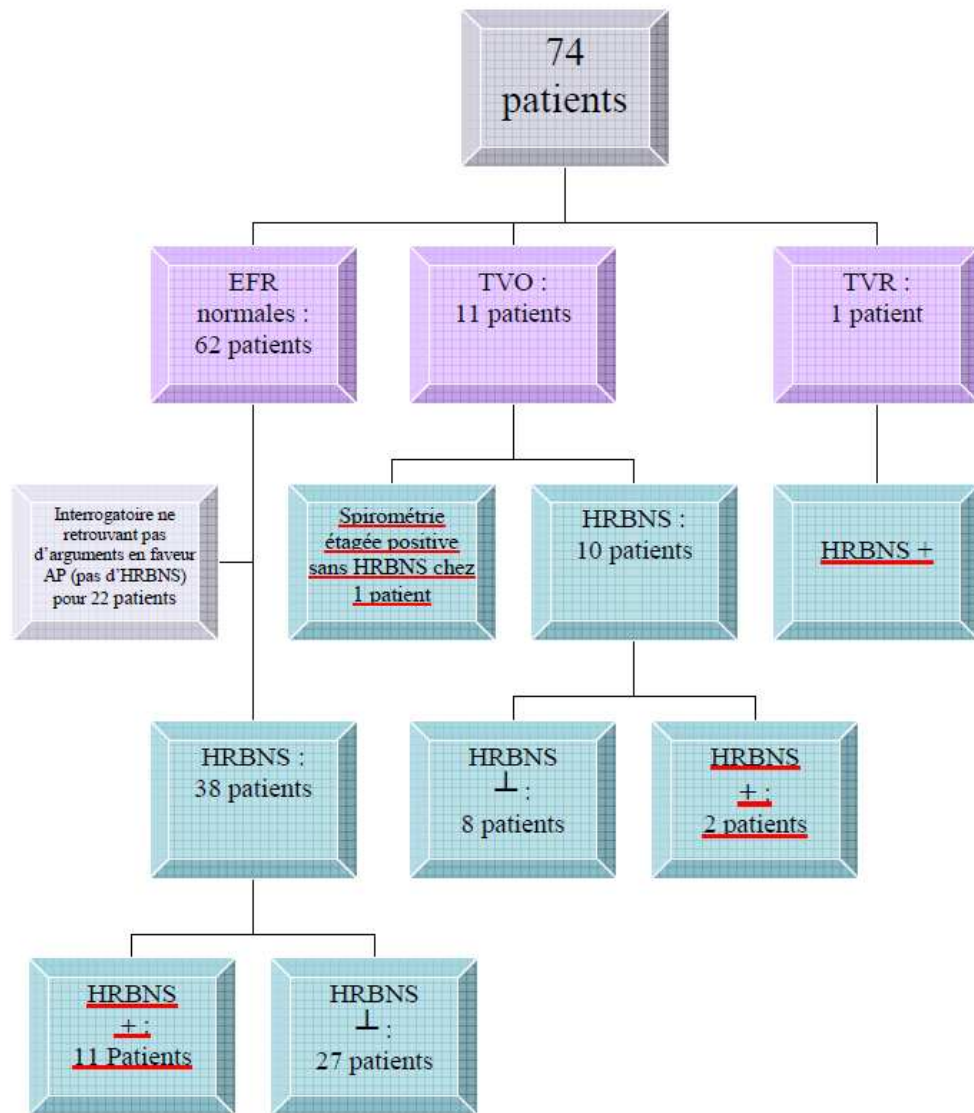 74
patients
EFR
normales :
62 patients
TVO :
11 patients
TVR :
1 patient
Interrogatoire ne
retrouvant pas
d'arguments en faveur
AP (pas d'HRBNS)
pour 22 patients
Spirométrie
étagée positive
sans HRBNS chez
1 patient
HRBNS :
10 patients
HRBNS +
HRBNS :
38 patients
HRBNS
┴ :
8 patients
HRBNS
+ :
2 patients
HRBNS
+ :
11 Patients
HRBNS
┴ :
27 patients